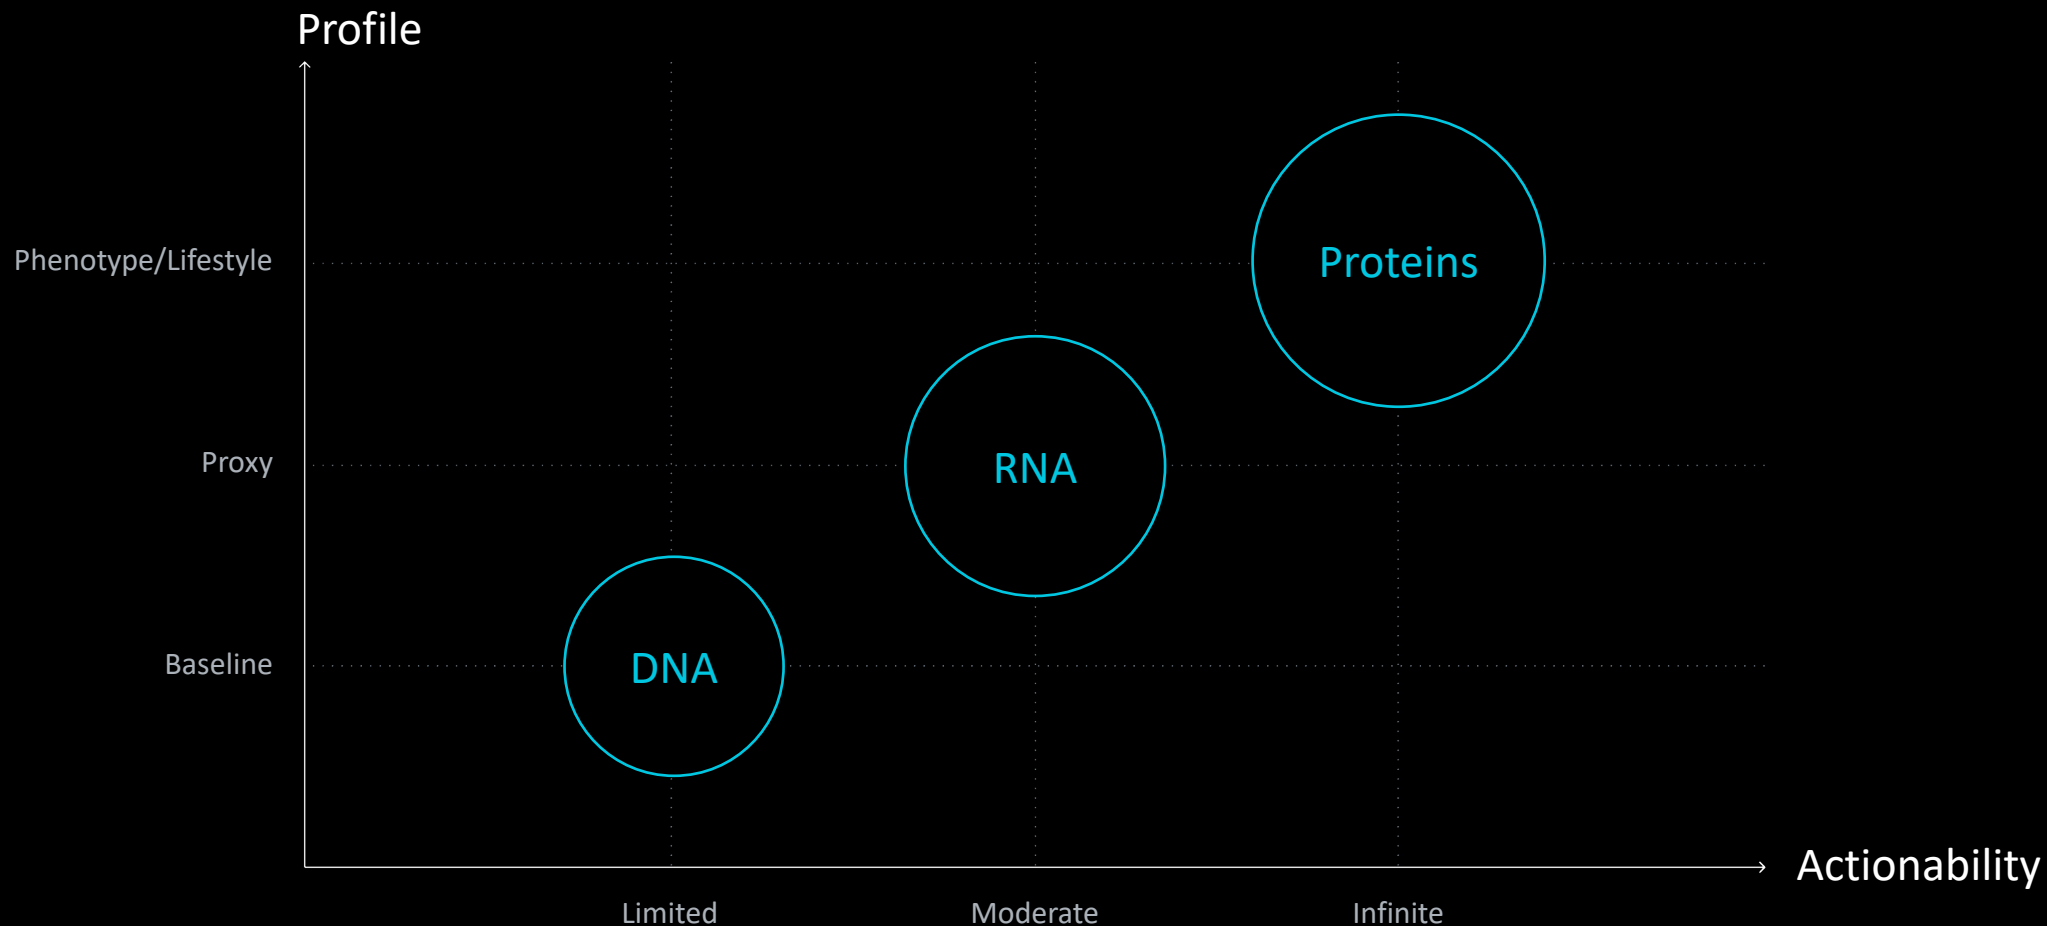 Profile
Phenotype/Lifestyle
Proteins
Proxy
RNA
Baseline
DNA
Actionability
Limited
Moderate
Infinite